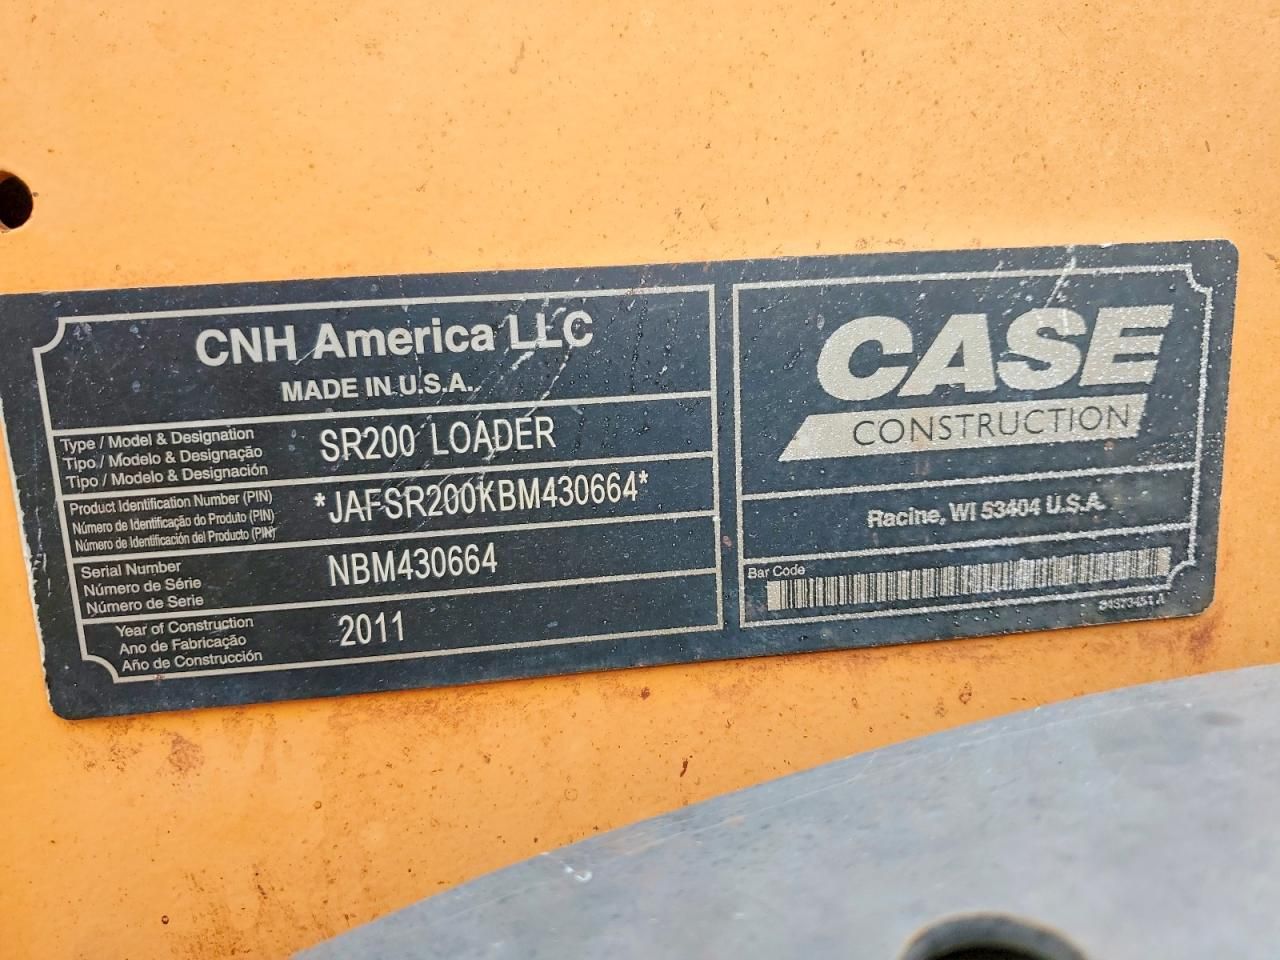 CNH America LLC
MADE IN U.S.A.
Type / Model & Designation
Tipo / Modelo & Designação
Tipo / Modelo & Designación
SR200 LOADER
Product Identification Number (PIN)
Número de Identificação do Produto (PIN)
Número de Identificación del Producto (PIN)
*JAFSR200KBM430664*
Serial Number
Número de Série
Número de Serie
NBM430664
Year of Construction
Ano de Fabricação
Año de Construcción
2011
CASE
CONSTRUCTION
Racine, WI 53404 U.S.A.
Bar Code